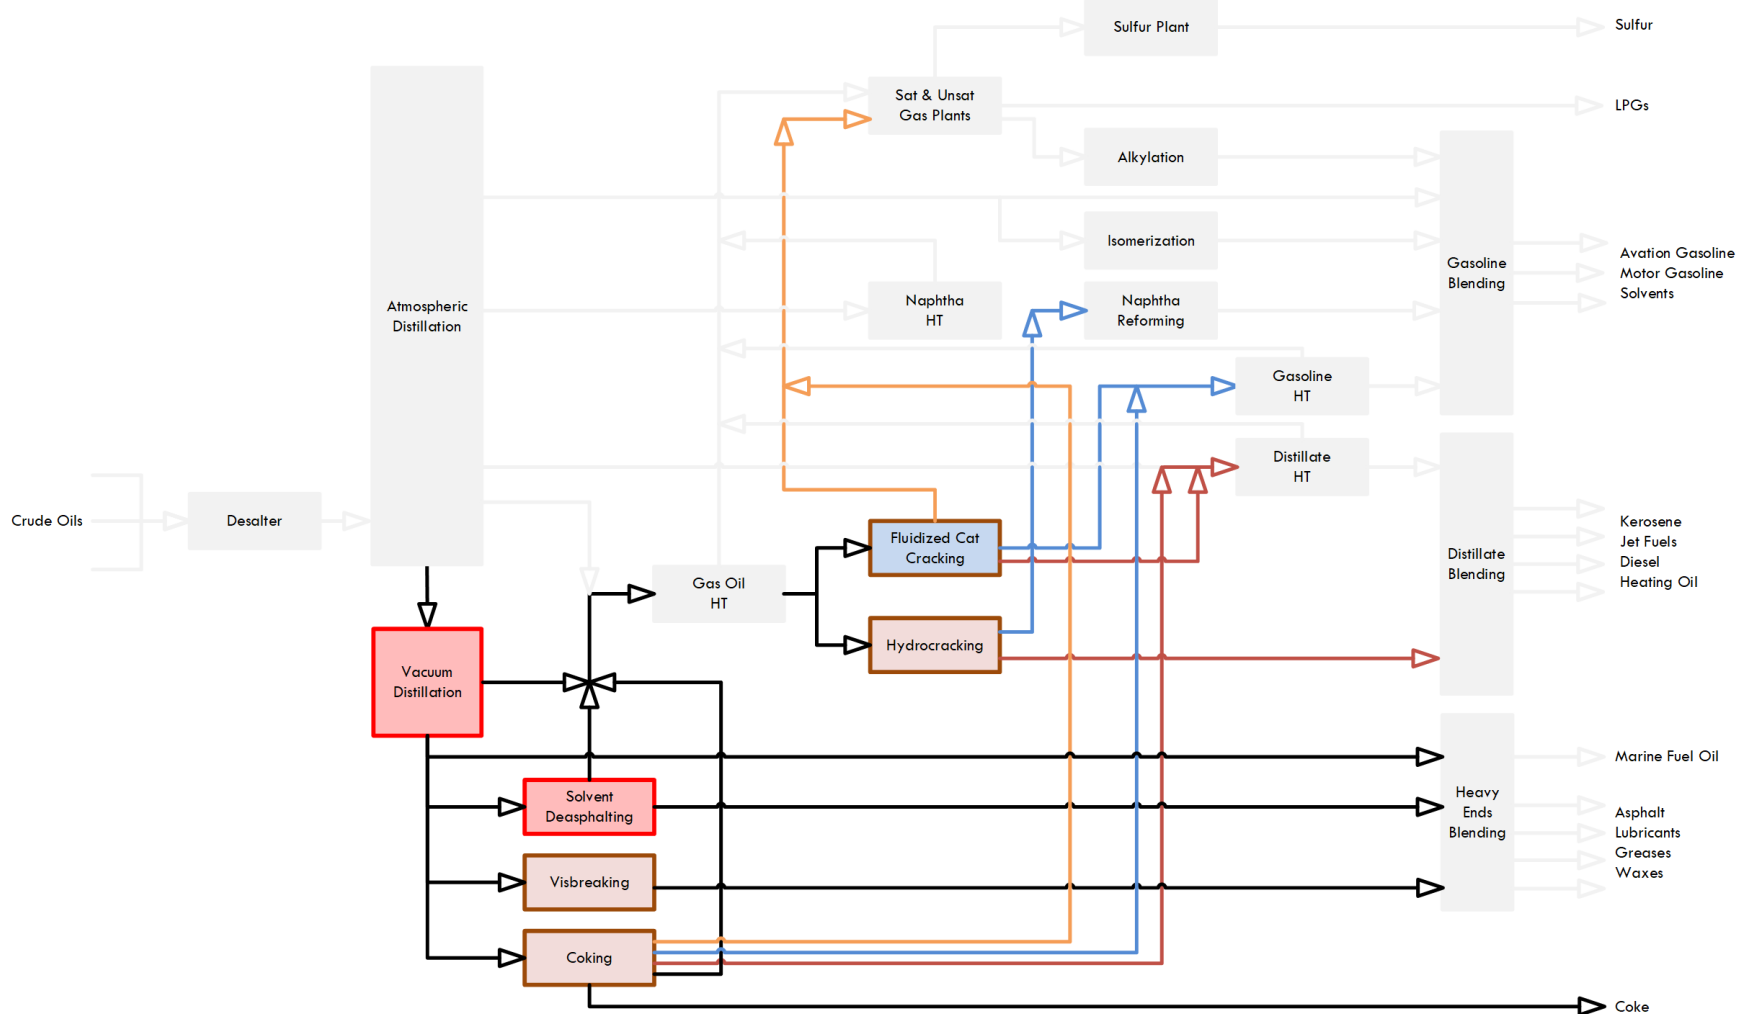 Sulfur Plant
Sulfur
Sat & Unsat
Gas Plants
LPGs
Alkylation
Isomerization
Gasoline
Blending
Avation Gasoline
Motor Gasoline
Solvents
Atmospheric
Distillation
Naphtha
HT
Naphtha
Reforming
Gasoline
HT
Distillate
HT
Crude Oils
Desalter
Fluidized Cat
Cracking
Distillate
Blending
Kerosene
Jet Fuels
Diesel
Heating Oil
Gas Oil
HT
Hydrocracking
Vacuum
Distillation
Marine Fuel Oil
Solvent
Deasphalting
Heavy
Ends
Blending
Asphalt
Lubricants
Greases
Waxes
Visbreaking
Coking
Coke